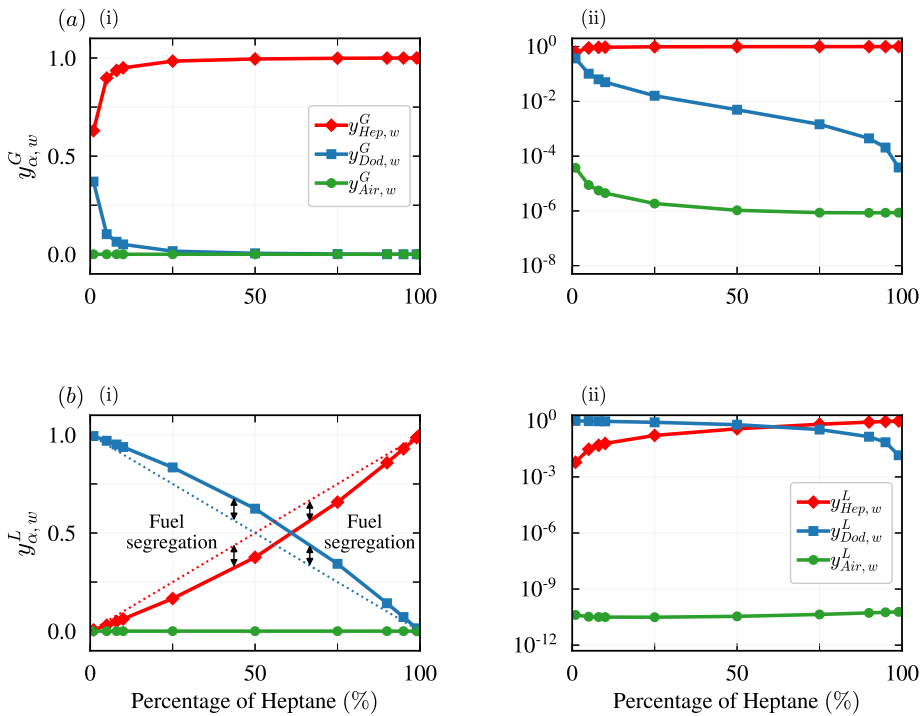 (a) (i)
(ii)
1.0
0.5
0.0
y^G_{α, w}
y^G_{Hep, w}
y^G_{Dod, w}
y^G_{Air, w}
0 50 100
10^0
10^{-2}
10^{-4}
10^{-6}
10^{-8}
0 50 100
(b) (i)
(ii)
1.0
0.5
0.0
y^L_{α, w}
Fuel
segregation
Fuel
segregation
0 50 100
Percentage of Heptane (%)
10^0
10^{-3}
10^{-6}
10^{-9}
10^{-12}
y^L_{Hep, w}
y^L_{Dod, w}
y^L_{Air, w}
0 50 100
Percentage of Heptane (%)